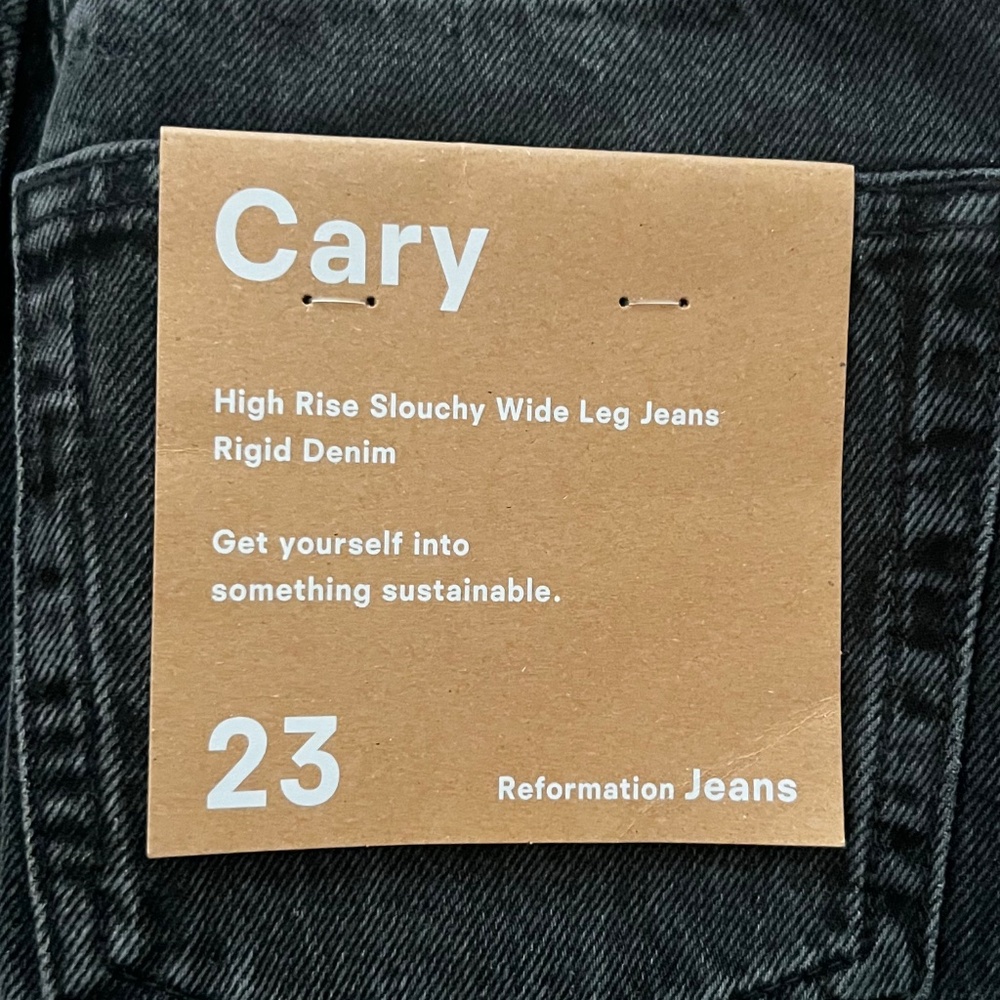 Cary
High Rise Slouchy Wide Leg Jeans
Rigid Denim
Get yourself into
something sustainable.
23
Reformation Jeans